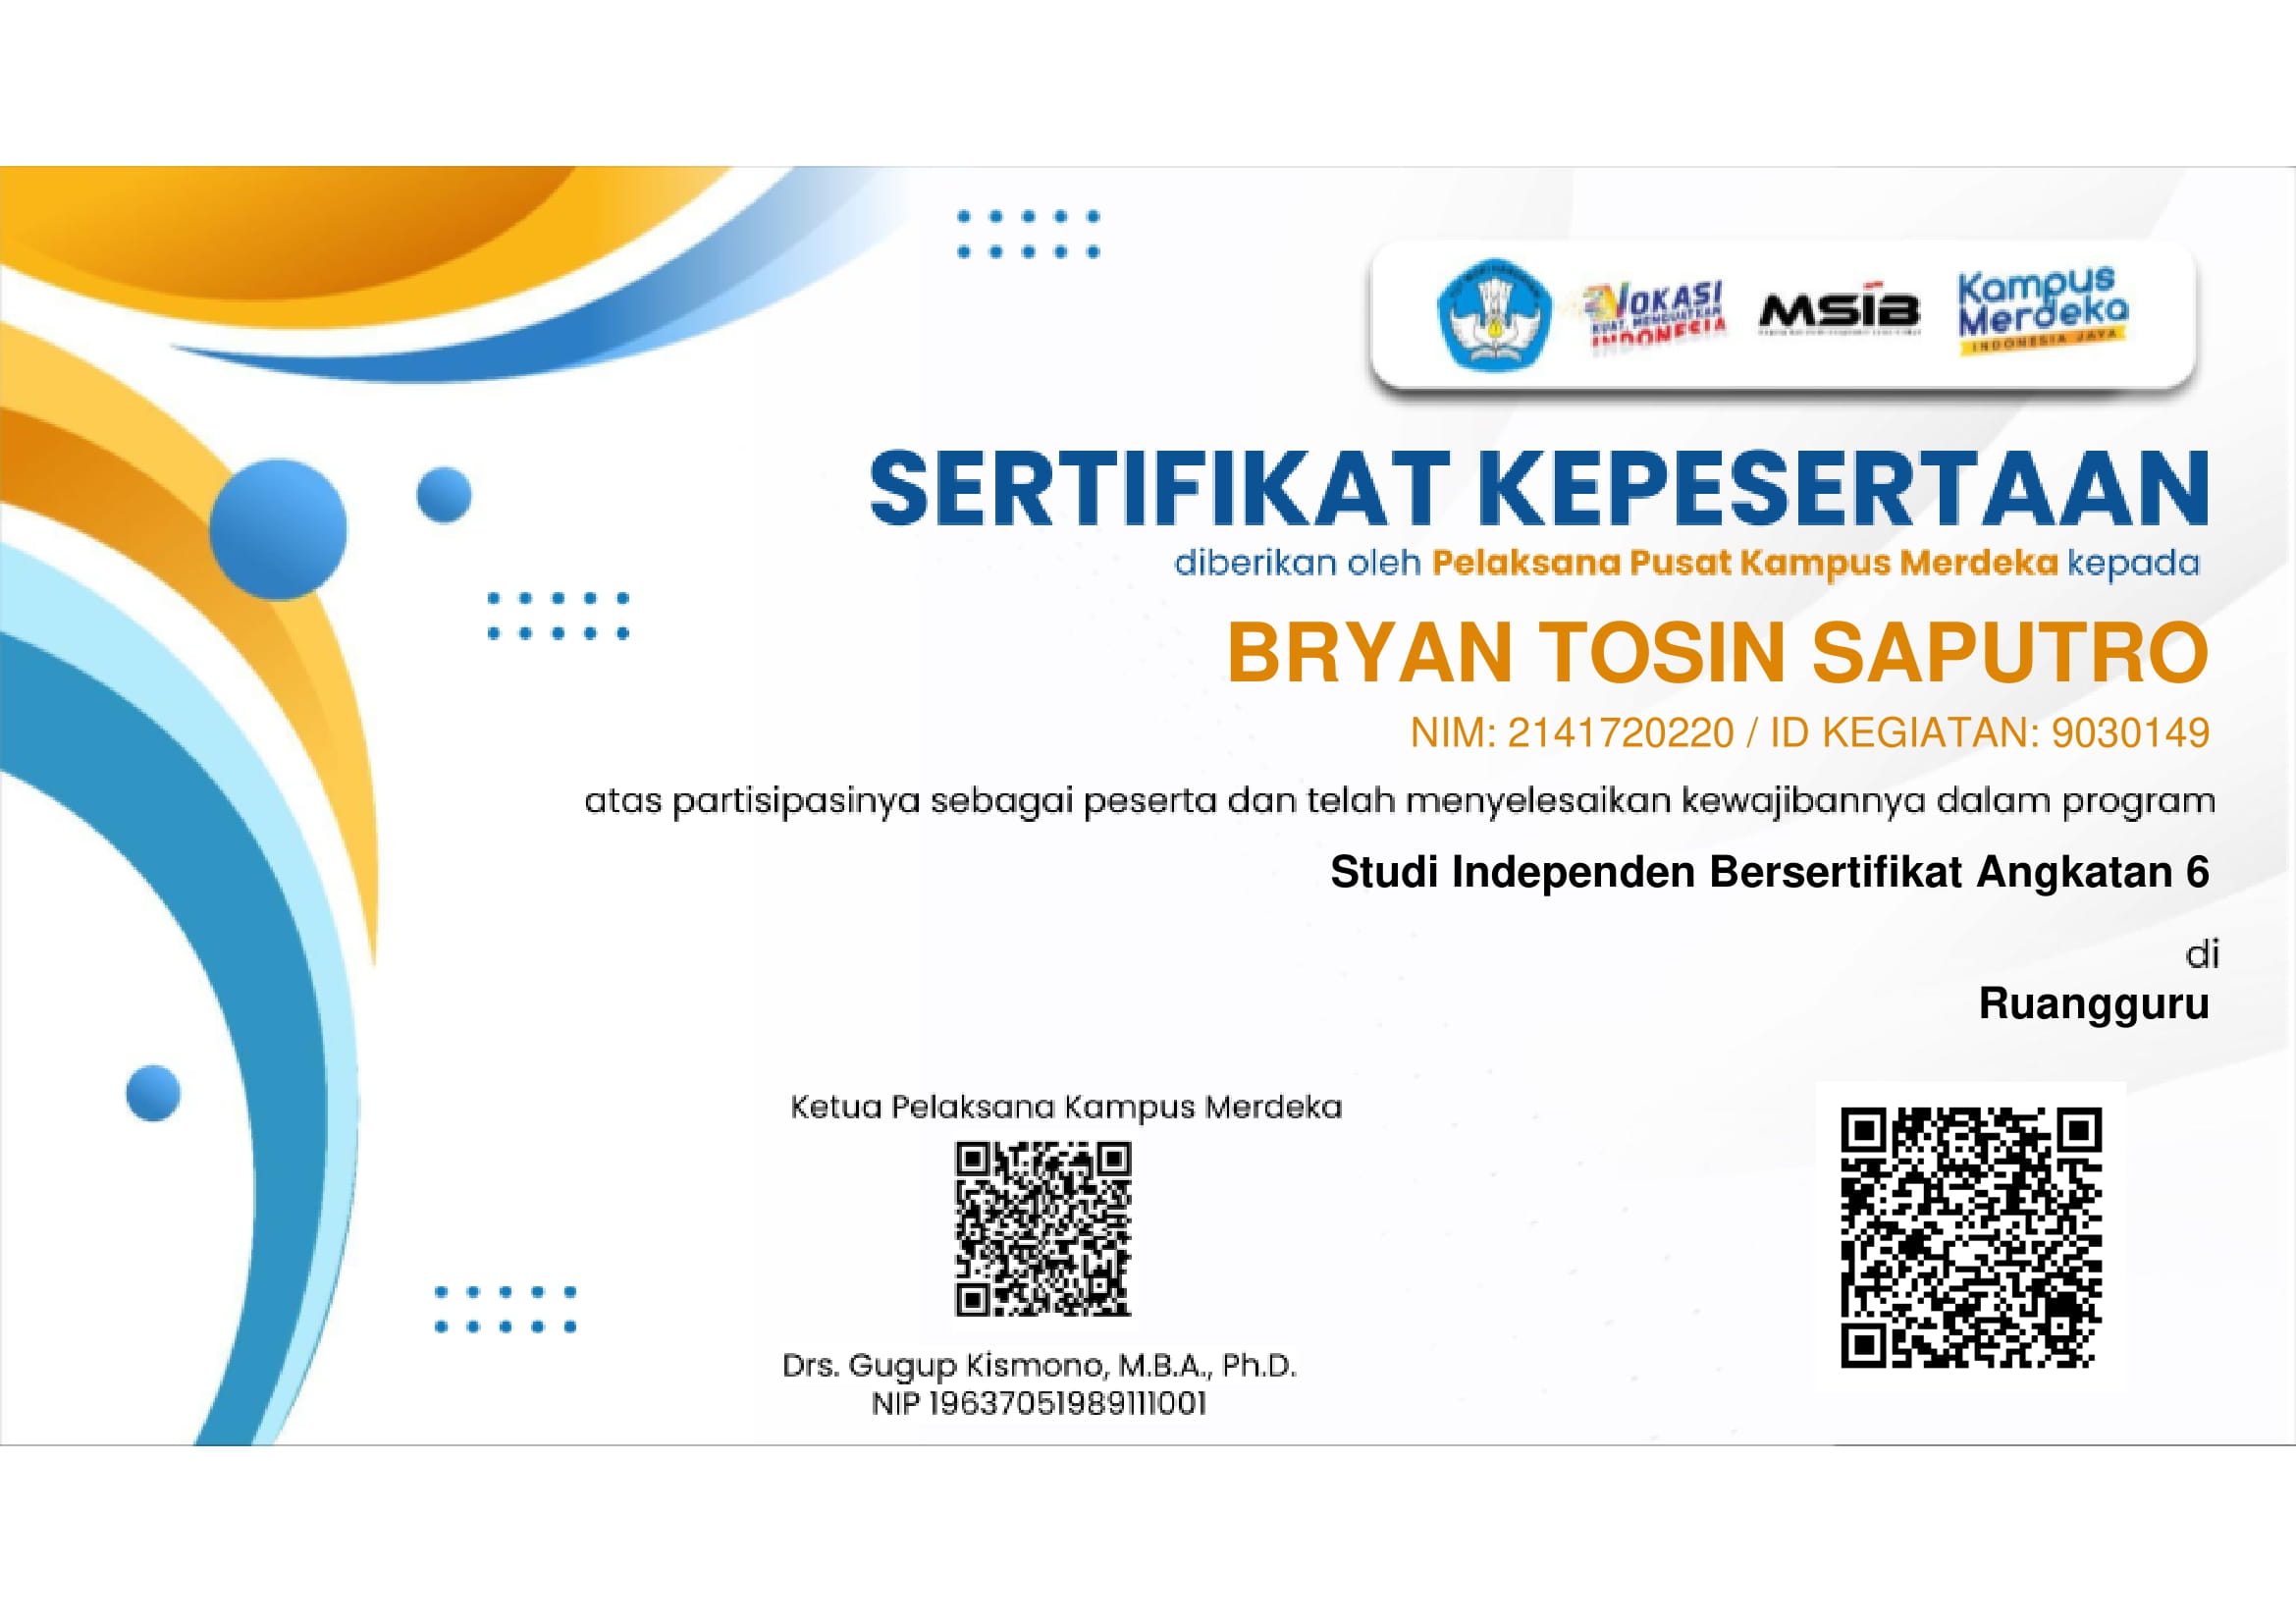 VOKASI
KUAT, MENGUATKAN
INDONESIA
MSIB
Kampus
Merdeka
INDONESIA JAYA
SERTIFIKAT KEPESERTAAN
diberikan oleh Pelaksana Pusat Kampus Merdeka kepada
BRYAN TOSIN SAPUTRO
NIM: 2141720220 / ID KEGIATAN: 9030149
atas partisipasinya sebagai peserta dan telah menyelesaikan kewajibannya dalam program
Studi Independen Bersertifikat Angkatan 6
di
Ruangguru
Ketua Pelaksana Kampus Merdeka
Drs. Gugup Kismono, M.B.A., Ph.D.
NIP 19637051989111001